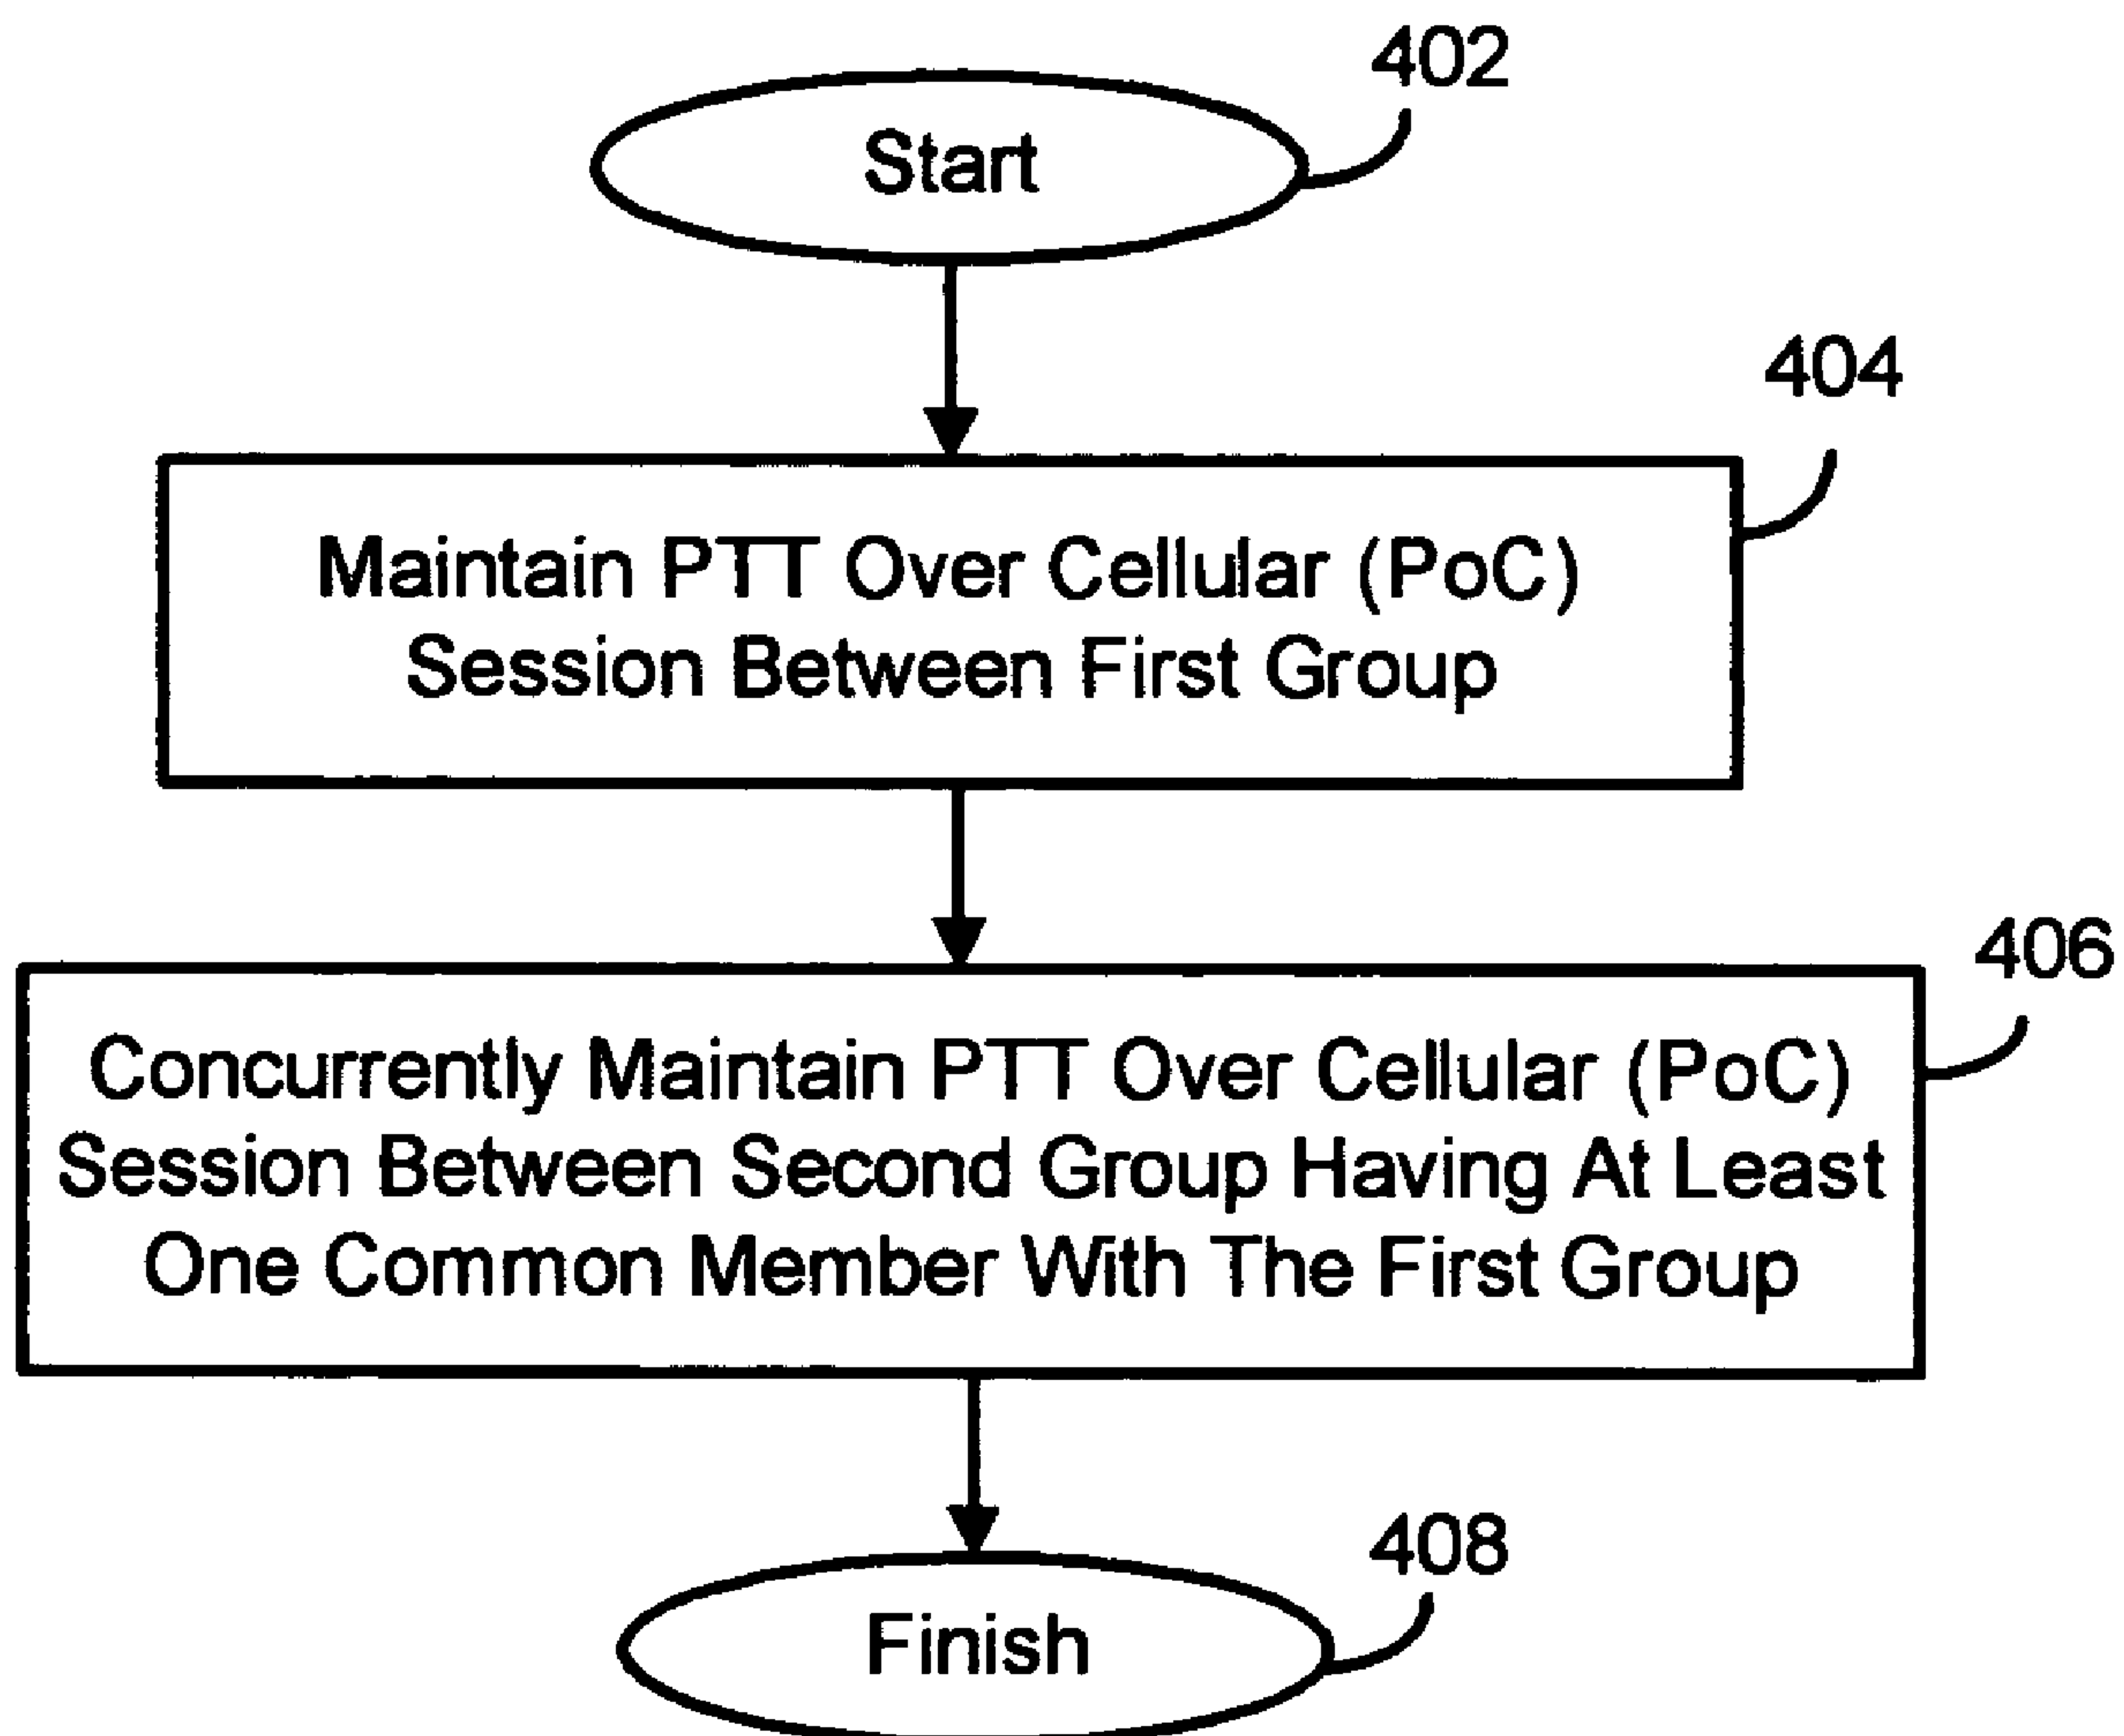 402
Start
404
Maintain PTT Over Cellular (PoC)
Session Between First Group
406
Concurrently Maintain PTT Over Cellular (PoC)
Session Between Second Group Having At Least
One Common Member With The First Group
408
Finish